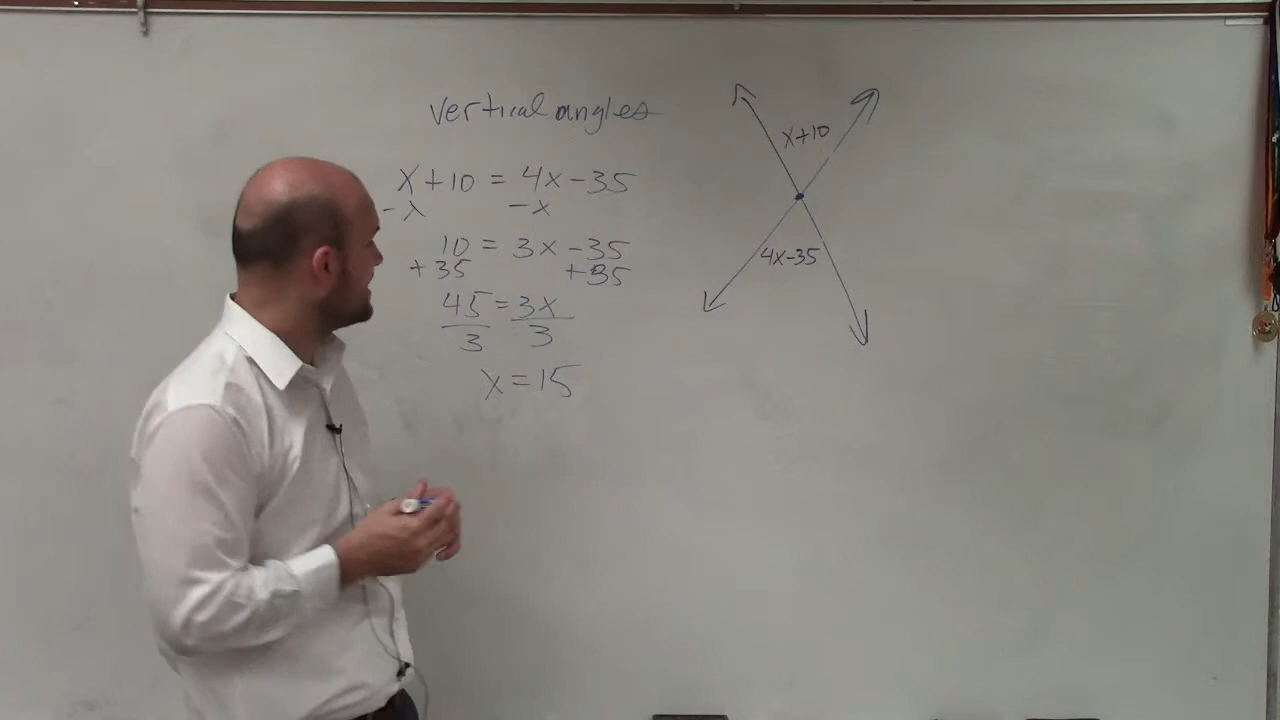 vertical angles
x+10 = 4x-35
-x -x
10 = 3x-35
+35 +35
45 = 3x
3 3
x=15
x+10
4x-35